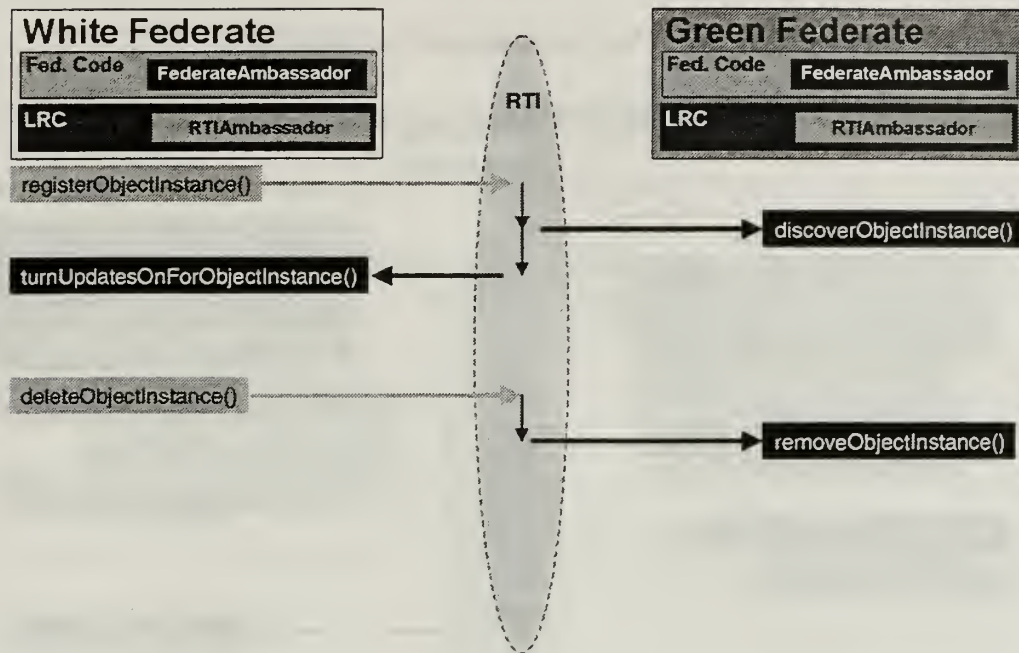 White Federate
Fed. Code
FederateAmbassador
LRC
RTIAmbassador
RTI
Green Federate
Fed. Code
FederateAmbassador
LRC
RTIAmbassador
registerObjectInstance()
discoverObjectInstance()
turnUpdatesOnForObjectInstance()
deleteObjectInstance()
removeObjectInstance()